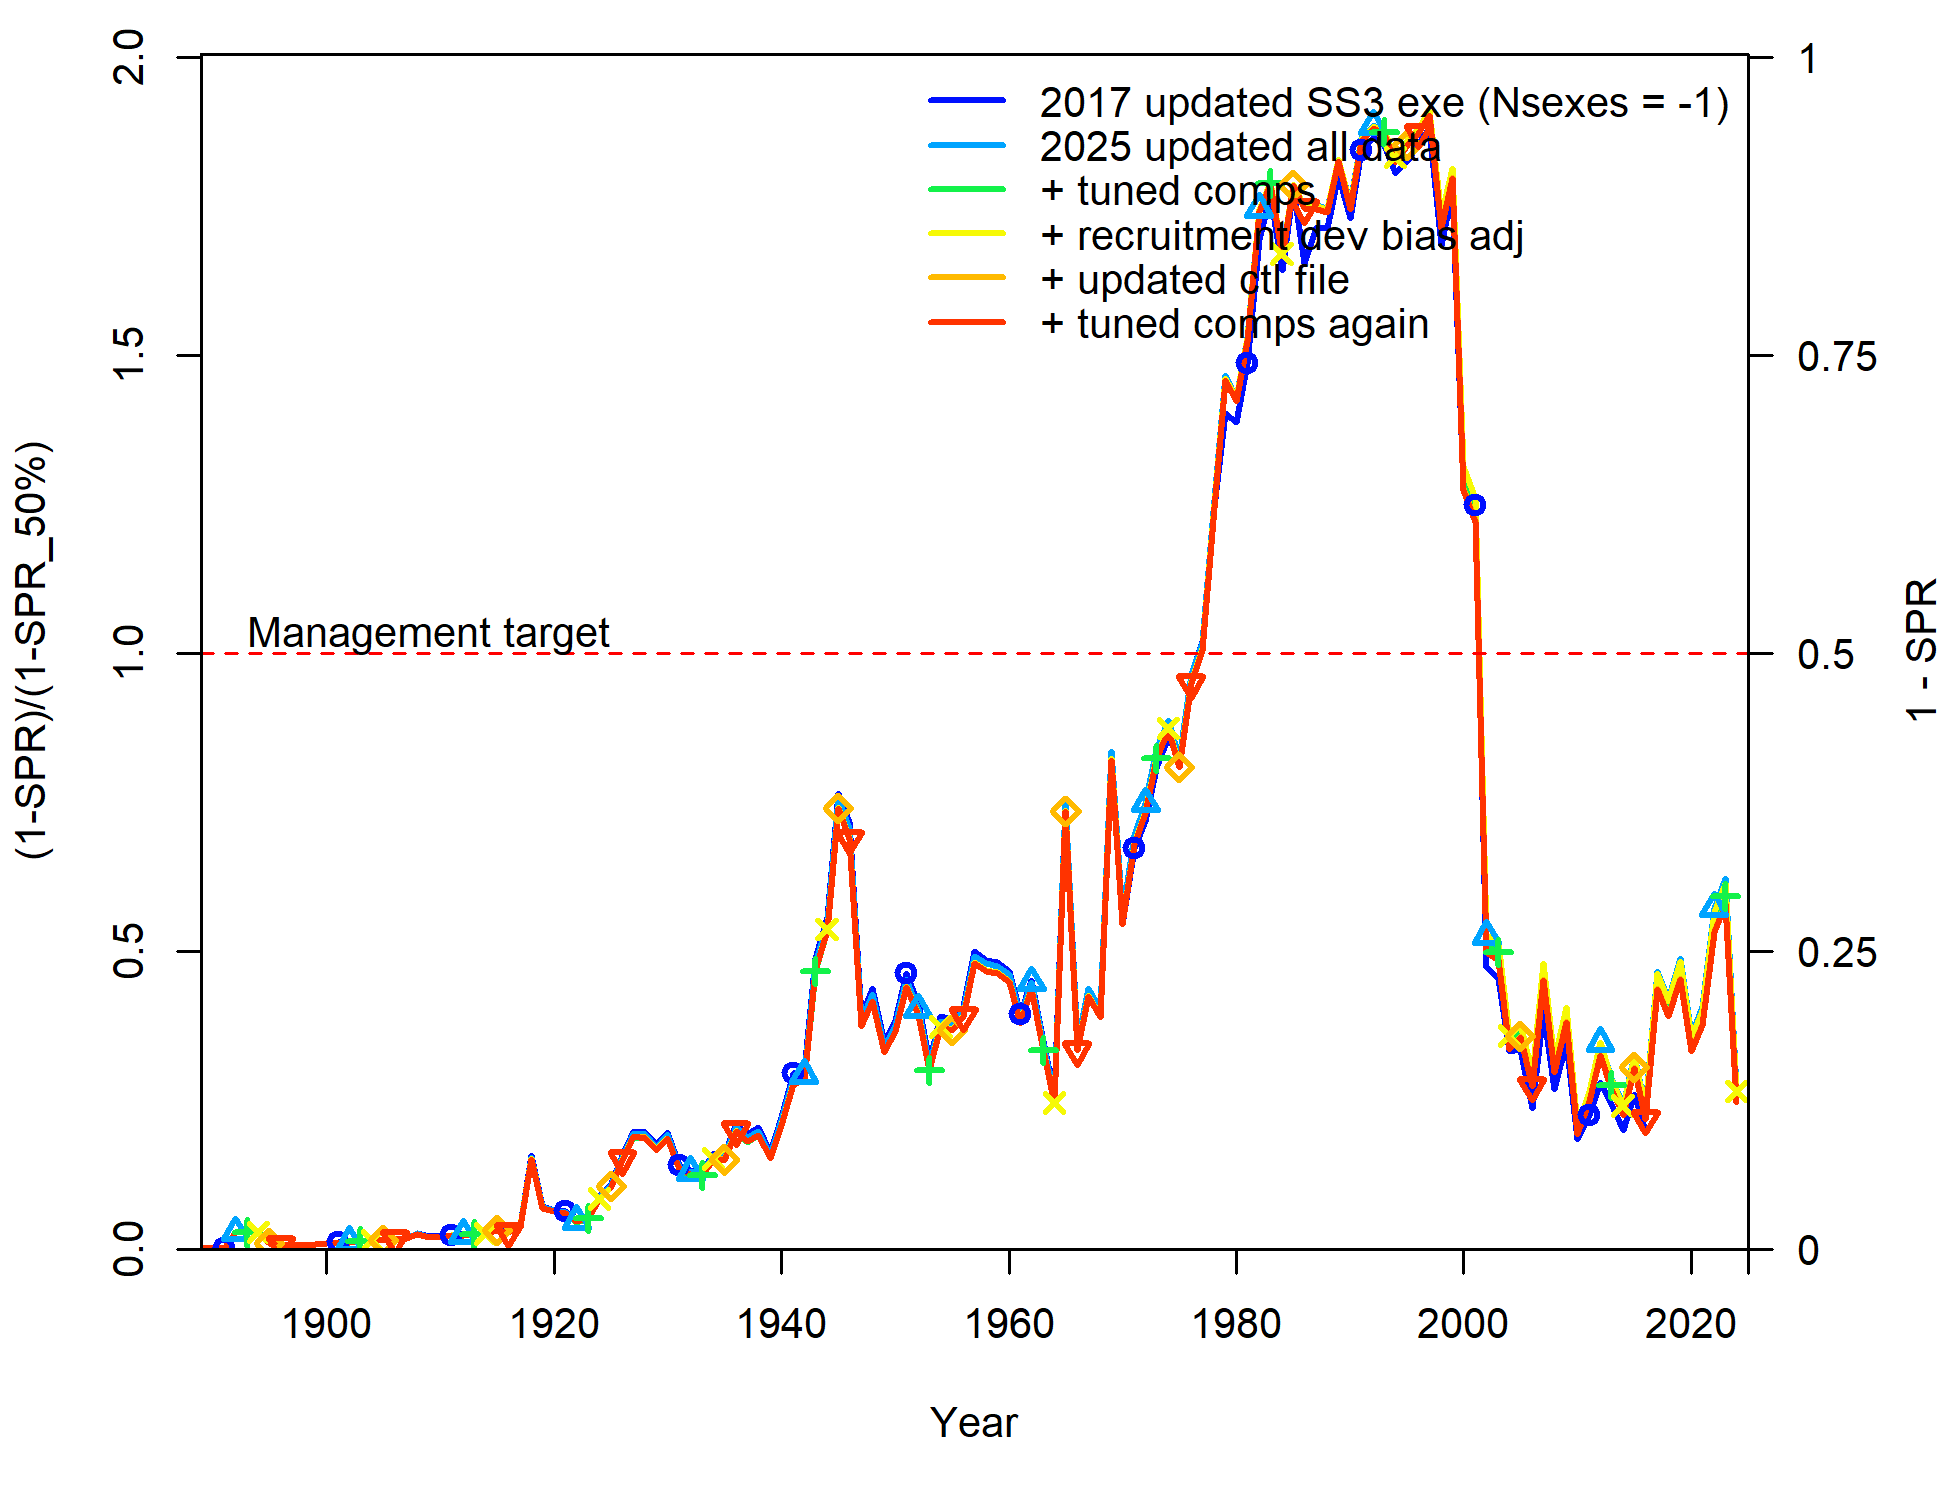 2017 updated SS3 exe (Nsexes = -1)
2025 updated all data
+ tuned comps
+ recruitment dev bias adj
+ updated ctl file
+ tuned comps again
Management target
(1-SPR)/(1-SPR_50%)
0.0
0.5
1.0
1.5
2.0
1 - SPR
0
0.25
0.5
0.75
1
1900
1920
1940
1960
1980
2000
2020
Year